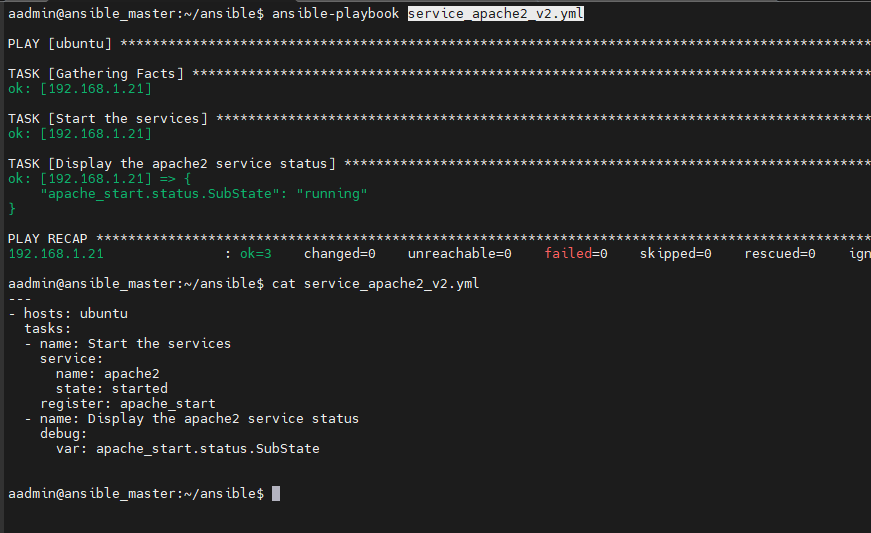 aadmin@ansible_master:~/ansible$ ansible-playbook service_apache2_v2.yml
PLAY [ubuntu] ***********************************************************************************************
TASK [Gathering Facts] **************************************************************************************
ok: [192.168.1.21]
TASK [Start the services] ***********************************************************************************
ok: [192.168.1.21]
TASK [Display the apache2 service status] *******************************************************************
ok: [192.168.1.21] => {
    "apache_start.status.SubState": "running"
}
PLAY RECAP **************************************************************************************************
192.168.1.21               : ok=3    changed=0    unreachable=0    failed=0    skipped=0    rescued=0    ign
aadmin@ansible_master:~/ansible$ cat service_apache2_v2.yml
---
- hosts: ubuntu
  tasks:
  - name: Start the services
    service:
      name: apache2
      state: started
    register: apache_start
  - name: Display the apache2 service status
    debug:
      var: apache_start.status.SubState
aadmin@ansible_master:~/ansible$